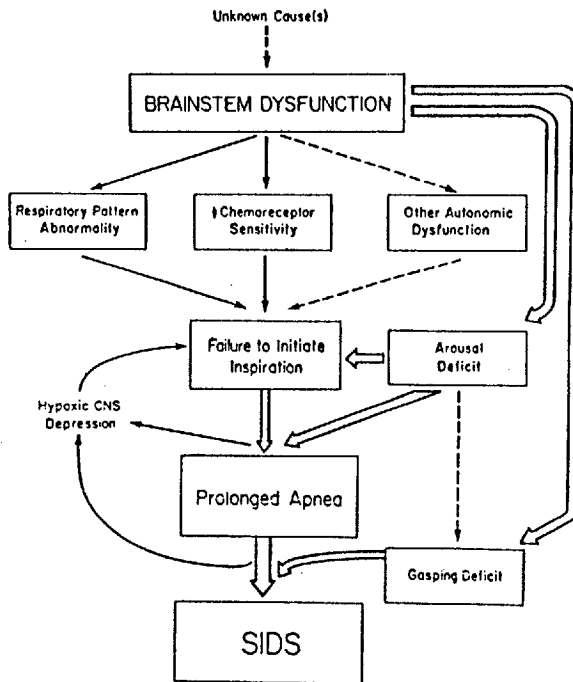 Unknown Cause(s)
BRAINSTEM DYSFUNCTION
Respiratory Pattern
Abnormality
Chemoreceptor
Sensitivity
Other Autonomic
Dysfunction
Failure to Initiate
Inspiration
Arousal
Deficit
Hypoxic CNS
Depression
Prolonged Apnea
Gasping Deficit
SIDS